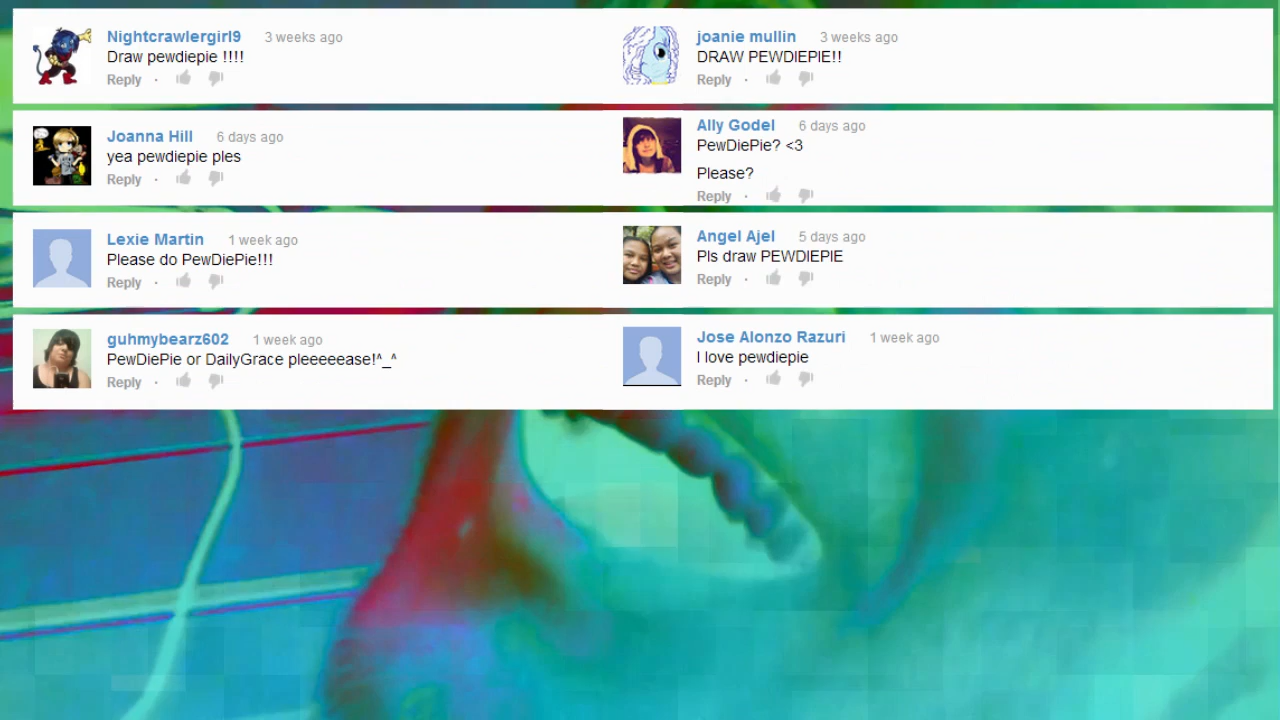 Nightcrawlergirl9 3 weeks ago
Draw pewdiepie !!!!
Reply ·
joanie mullin 3 weeks ago
DRAW PEWDIEPIE!!
Reply ·
Joanna Hill 6 days ago
yea pewdiepie ples
Reply ·
Ally Godel 6 days ago
PewDiePie? <3
Please?
Reply ·
Lexie Martin 1 week ago
Please do PewDiePie!!!
Reply ·
Angel Ajel 5 days ago
Pls draw PEWDIEPIE
Reply ·
guhmybearz602 1 week ago
PewDiePie or DailyGrace pleeeeease!^_^
Reply ·
Jose Alonzo Razuri 1 week ago
I love pewdiepie
Reply ·